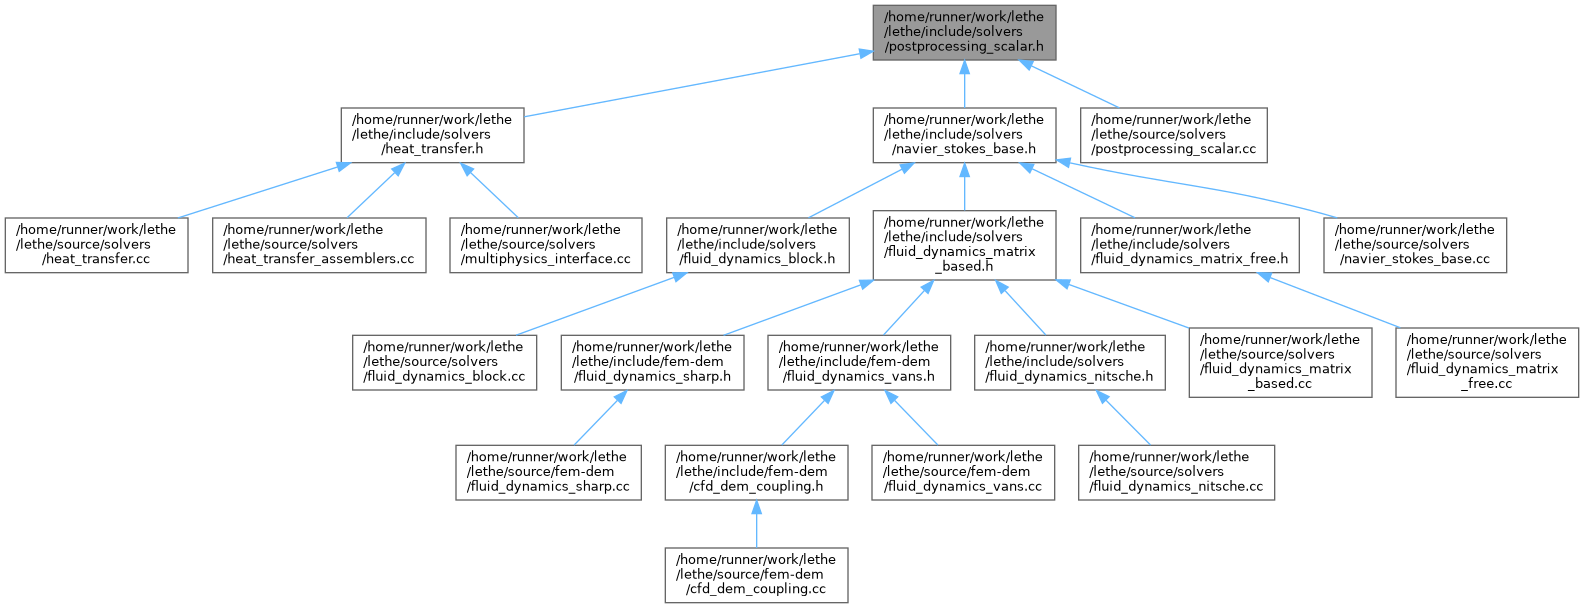 /home/runner/work/lethe
/lethe/include/solvers
/postprocessing_scalar.h
/home/runner/work/lethe
/lethe/include/solvers
/heat_transfer.h
/home/runner/work/lethe
/lethe/include/solvers
/navier_stokes_base.h
/home/runner/work/lethe
/lethe/source/solvers
/postprocessing_scalar.cc
/home/runner/work/lethe
/lethe/source/solvers
/heat_transfer.cc
/home/runner/work/lethe
/lethe/source/solvers
/heat_transfer_assemblers.cc
/home/runner/work/lethe
/lethe/source/solvers
/multiphysics_interface.cc
/home/runner/work/lethe
/lethe/include/solvers
/fluid_dynamics_block.h
/home/runner/work/lethe
/lethe/include/solvers
/fluid_dynamics_matrix
_based.h
/home/runner/work/lethe
/lethe/include/solvers
/fluid_dynamics_matrix_free.h
/home/runner/work/lethe
/lethe/source/solvers
/navier_stokes_base.cc
/home/runner/work/lethe
/lethe/source/solvers
/fluid_dynamics_block.cc
/home/runner/work/lethe
/lethe/include/fem-dem
/fluid_dynamics_sharp.h
/home/runner/work/lethe
/lethe/include/fem-dem
/fluid_dynamics_vans.h
/home/runner/work/lethe
/lethe/include/solvers
/fluid_dynamics_nitsche.h
/home/runner/work/lethe
/lethe/source/solvers
/fluid_dynamics_matrix
_based.cc
/home/runner/work/lethe
/lethe/source/solvers
/fluid_dynamics_matrix
_free.cc
/home/runner/work/lethe
/lethe/source/fem-dem
/fluid_dynamics_sharp.cc
/home/runner/work/lethe
/lethe/include/fem-dem
/cfd_dem_coupling.h
/home/runner/work/lethe
/lethe/source/fem-dem
/fluid_dynamics_vans.cc
/home/runner/work/lethe
/lethe/source/solvers
/fluid_dynamics_nitsche.cc
/home/runner/work/lethe
/lethe/source/fem-dem
/cfd_dem_coupling.cc